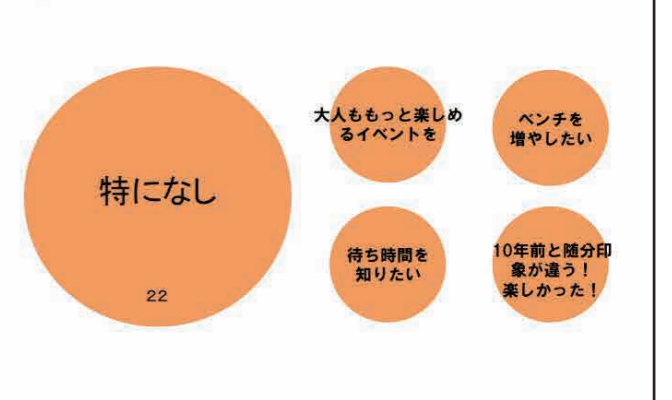 特になし
22
大人ももっと楽しめ
るイベントを
ベンチを
増やしたい
待ち時間を
知りたい
10年前と随分印
象が違う！
楽しかった！